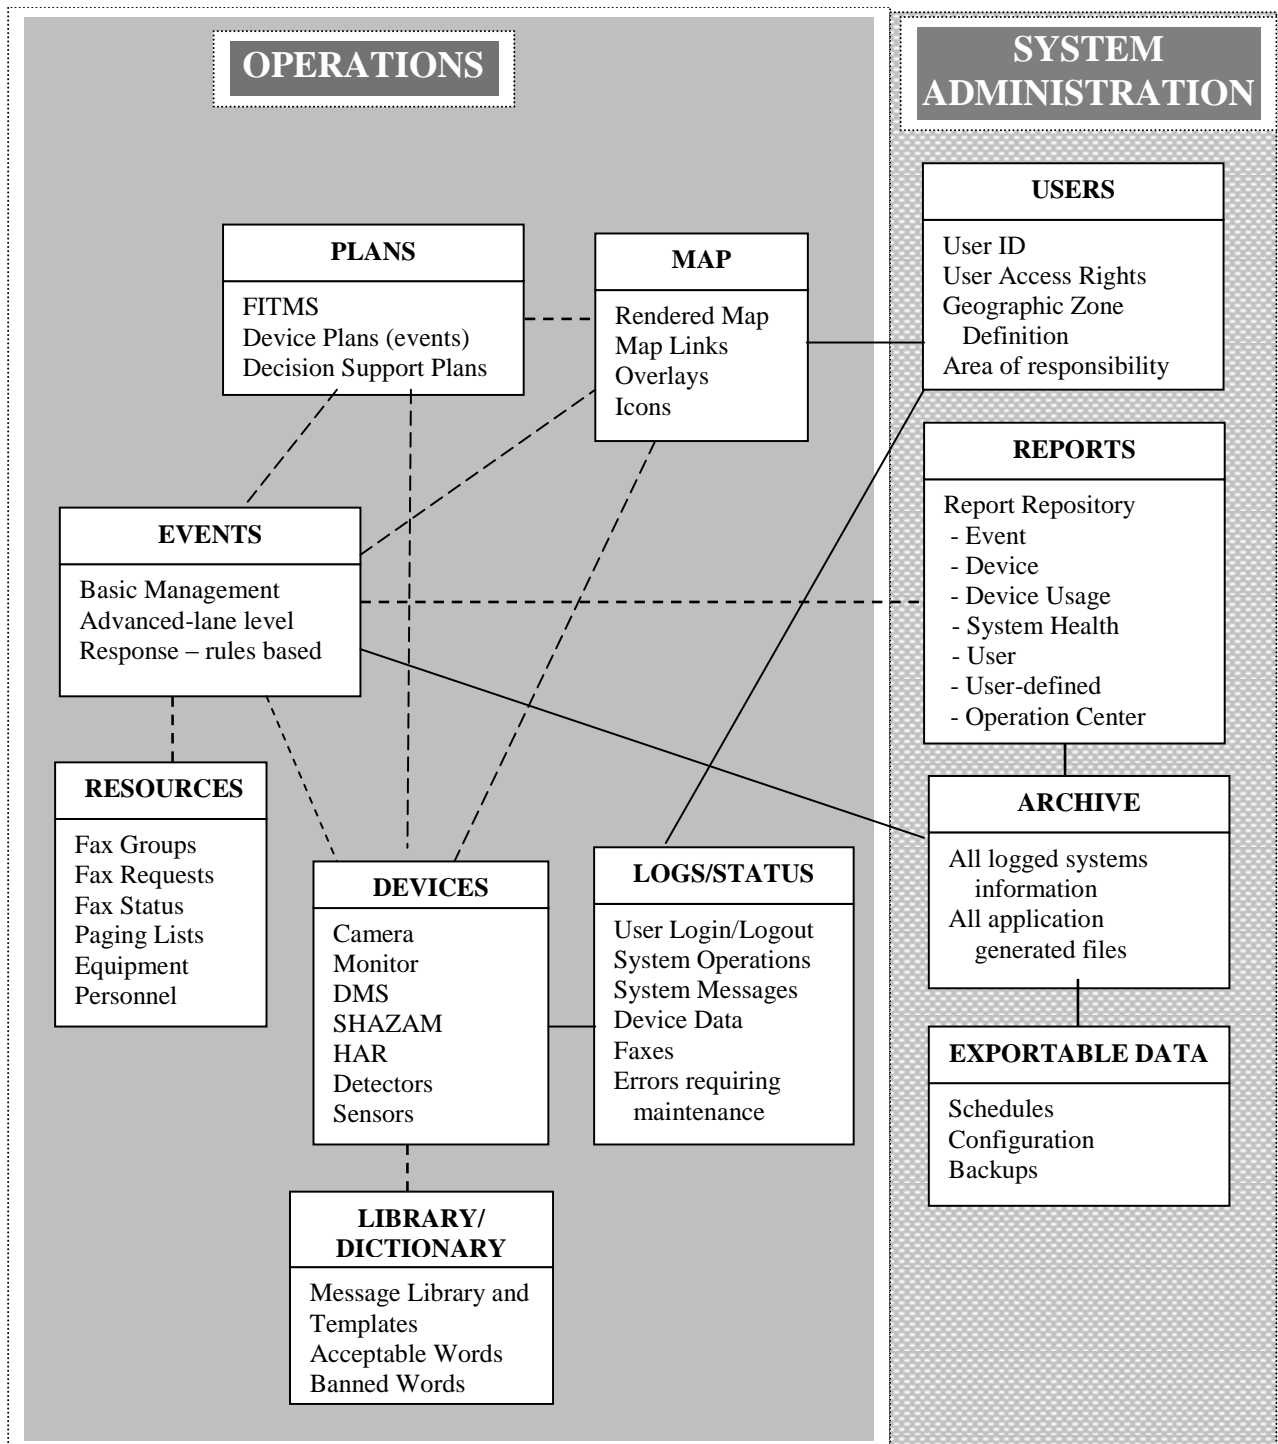 OPERATIONS
SYSTEM
ADMINISTRATION
PLANS
FITMS
Device Plans (events)
Decision Support Plans
MAP
Rendered Map
Map Links
Overlays
Icons
USERS
User ID
User Access Rights
Geographic Zone
Definition
Area of responsibility
EVENTS
Basic Management
Advanced-lane level
Response – rules based
REPORTS
Report Repository
- Event
- Device
- Device Usage
- System Health
- User
- User-defined
- Operation Center
RESOURCES
Fax Groups
Fax Requests
Fax Status
Paging Lists
Equipment
Personnel
DEVICES
Camera
Monitor
DMS
SHAZAM
HAR
Detectors
Sensors
LOGS/STATUS
User Login/Logout
System Operations
System Messages
Device Data
Faxes
Errors requiring
maintenance
ARCHIVE
All logged systems
information
All application
generated files
EXPORTABLE DATA
Schedules
Configuration
Backups
LIBRARY/
DICTIONARY
Message Library and
Templates
Acceptable Words
Banned Words